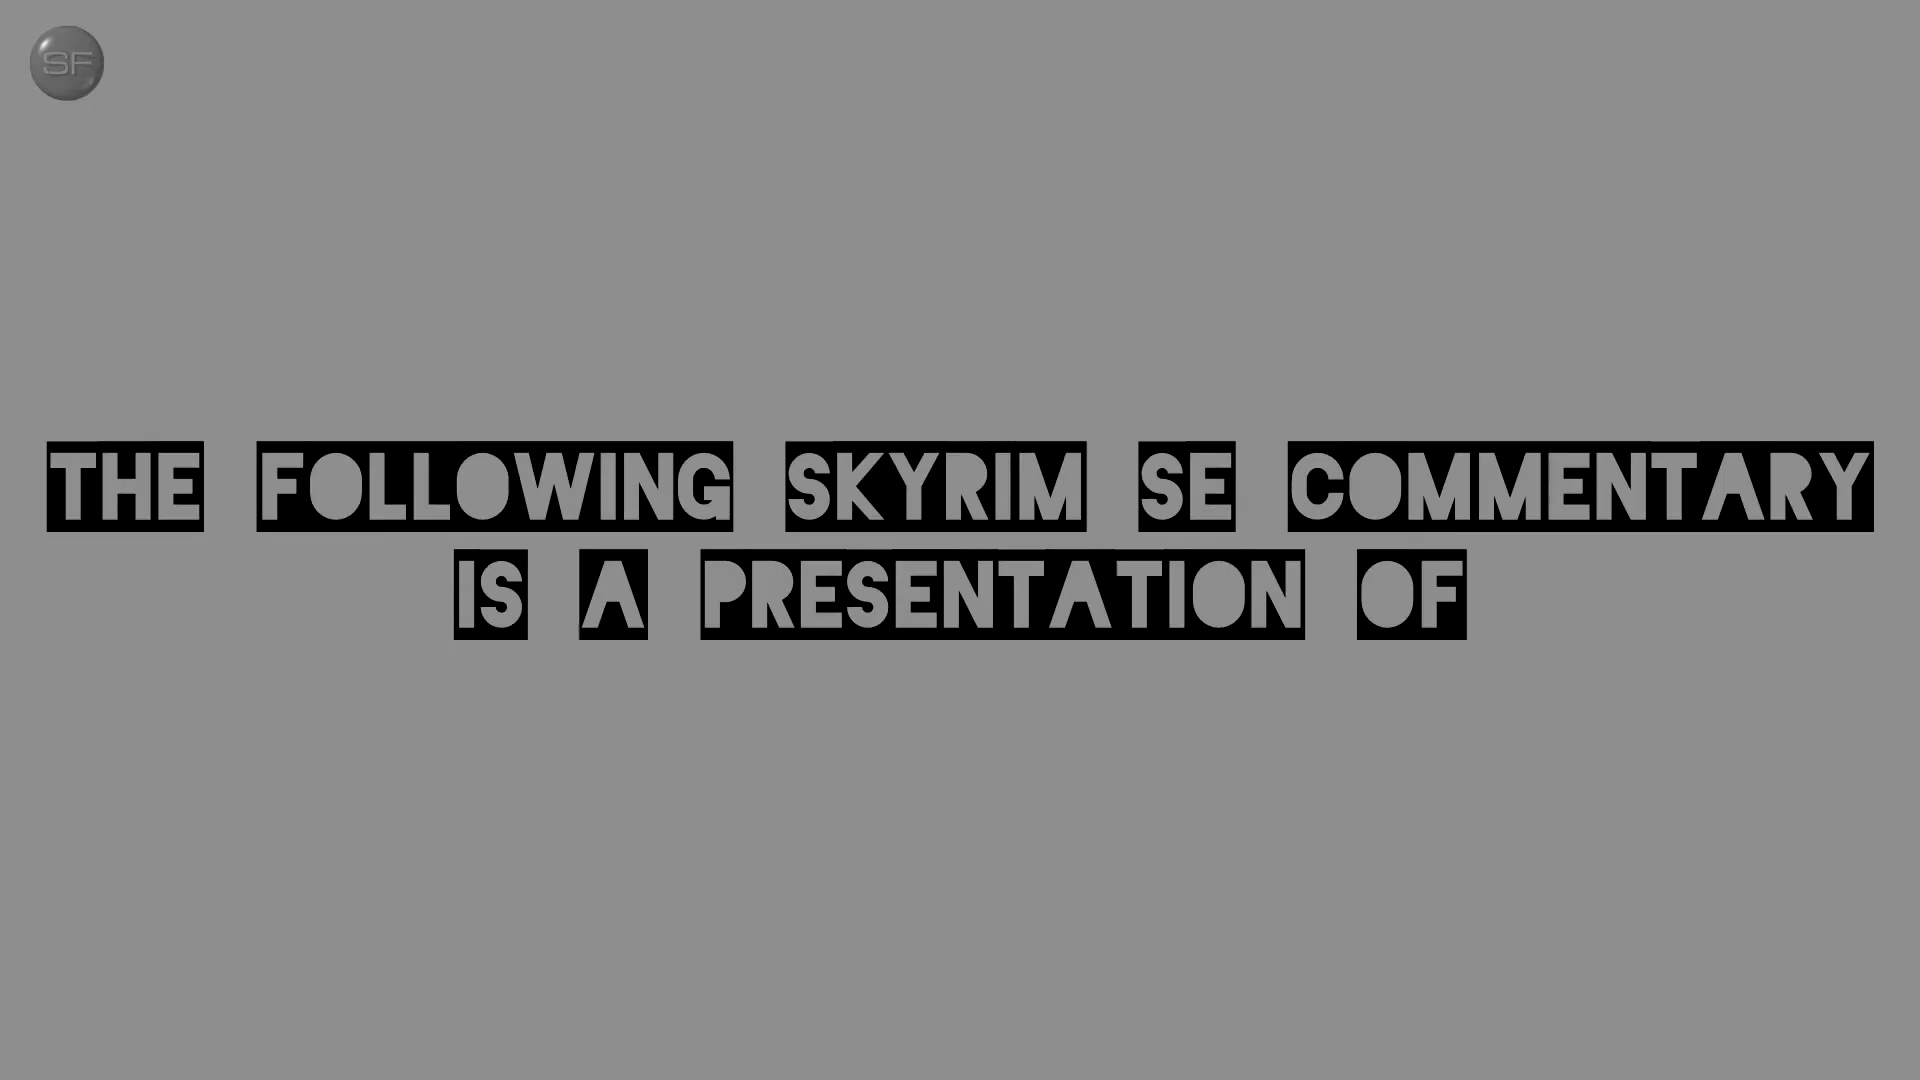 SF
THE FOLLOWING SKYRIM SE COMMENTARY
IS A PRESENTATION OF